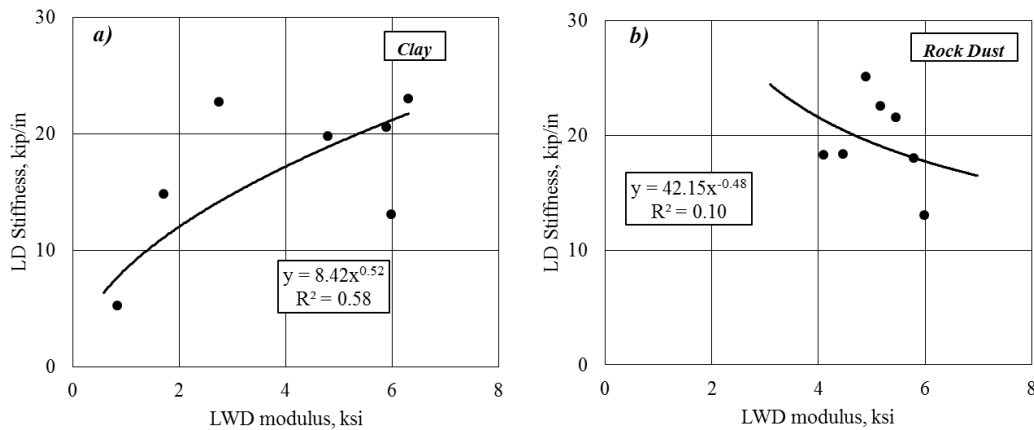 a)
Clay
30
20
10
0
LD Stiffness, kip/in
y = 8.42x^0.52
R² = 0.58
0 2 4 6 8
LWD modulus, ksi
b)
Rock Dust
30
20
10
0
LD Stiffness, kip/in
y = 42.15x^-0.48
R² = 0.10
0 2 4 6 8
LWD modulus, ksi